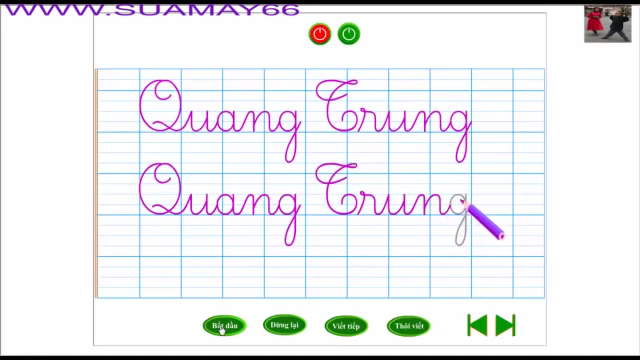 WWW.SUAMAY66
Quang Trung
Quang Trung
Bắt đầu Dừng lại Viết tiếp Thôi viết